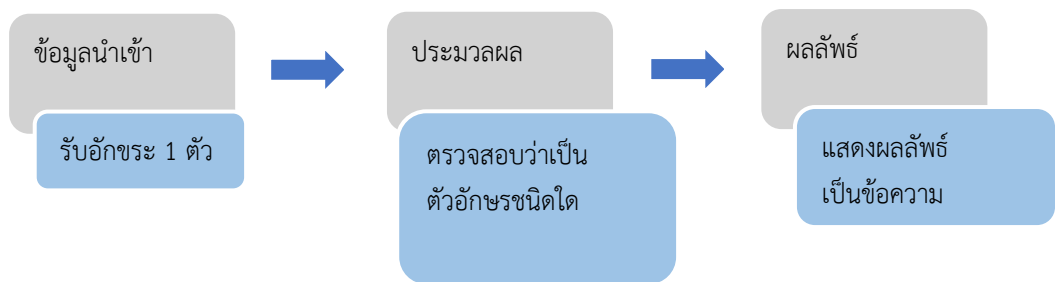 ข้อมูลนำเข้า
รับอักขระ 1 ตัว
ประมวลผล
ตรวจสอบว่าเป็น
ตัวอักษรชนิดใด
ผลลัพธ์
แสดงผลลัพธ์
เป็นข้อความ